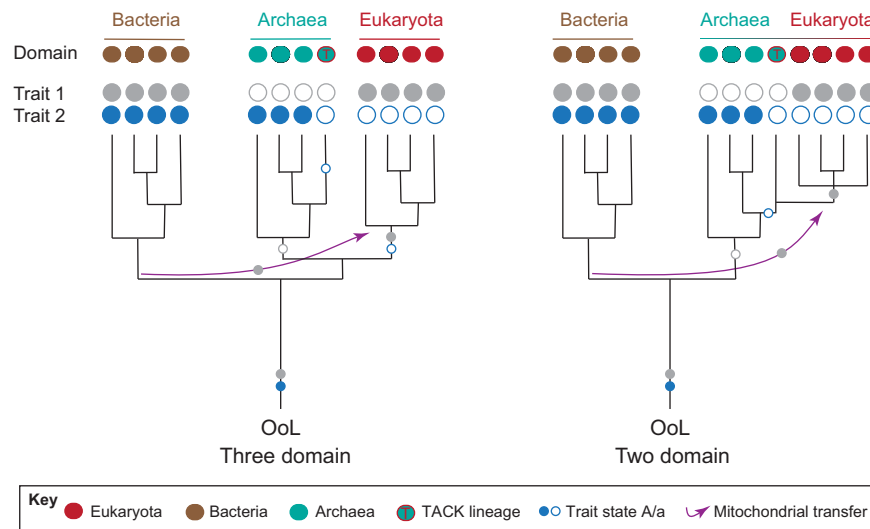 Bacteria Archaea Eukaryota Bacteria Archaea Eukaryota
Domain T T
Trait 1
Trait 2
OoL OoL
Three domain Two domain
Key Eukaryota Bacteria Archaea T TACK lineage Trait state A/a Mitochondrial transfer